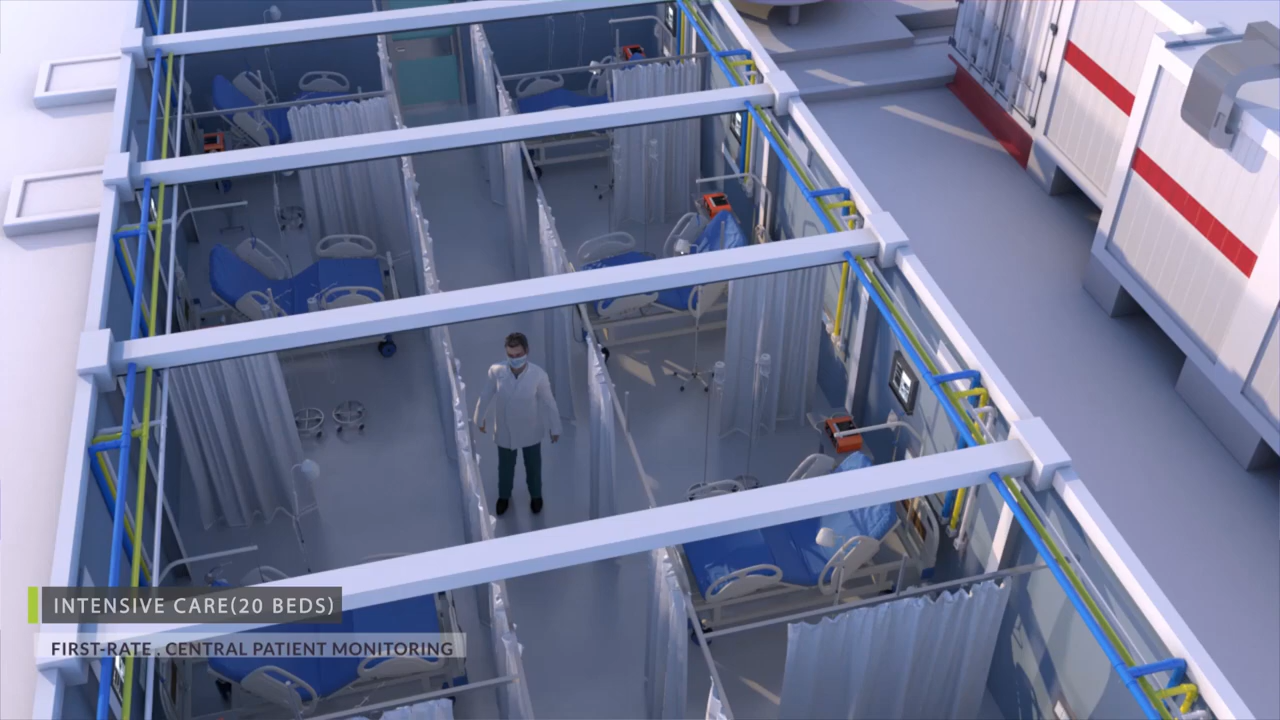 INTENSIVE CARE(20 BEDS)
FIRST-RATE . CENTRAL PATIENT MONITORING